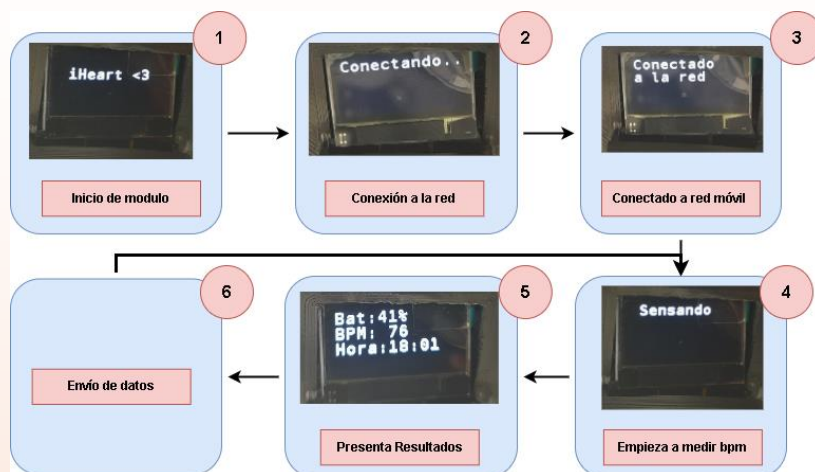 1
iHeart <3
Inicio de modulo
2
Conectando..
Conexión a la red
3
Conectado
a la red
Conectado a red móvil
4
Sensando
Empieza a medir bpm
5
Bat:41%
BPM: 76
Hora:18:01
Presenta Resultados
6
Envío de datos